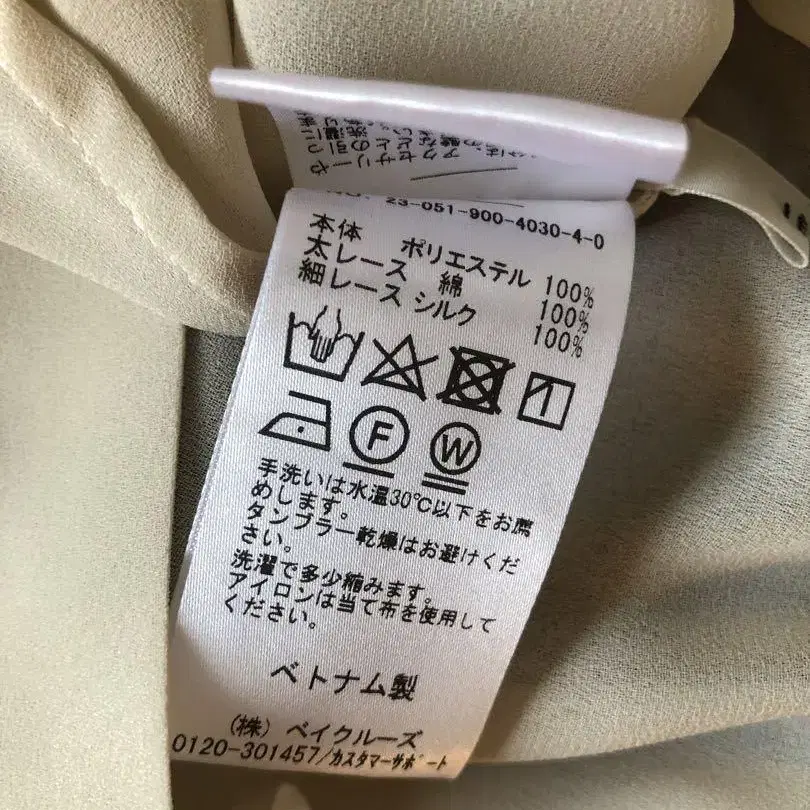 23-051-900-4030-4-0
本体 ポリエステル 100%
太レース 綿 100%
細レース シルク 100%
F W
手洗いは水温30℃以下をお薦
めします。
タンブラー乾燥はお避けくだ
さい。
洗濯で多少縮みます。
アイロンは当て布を使用して
ください。
ベトナム製
(株) ベイクルーズ
0120-301457/カスタマーサポート